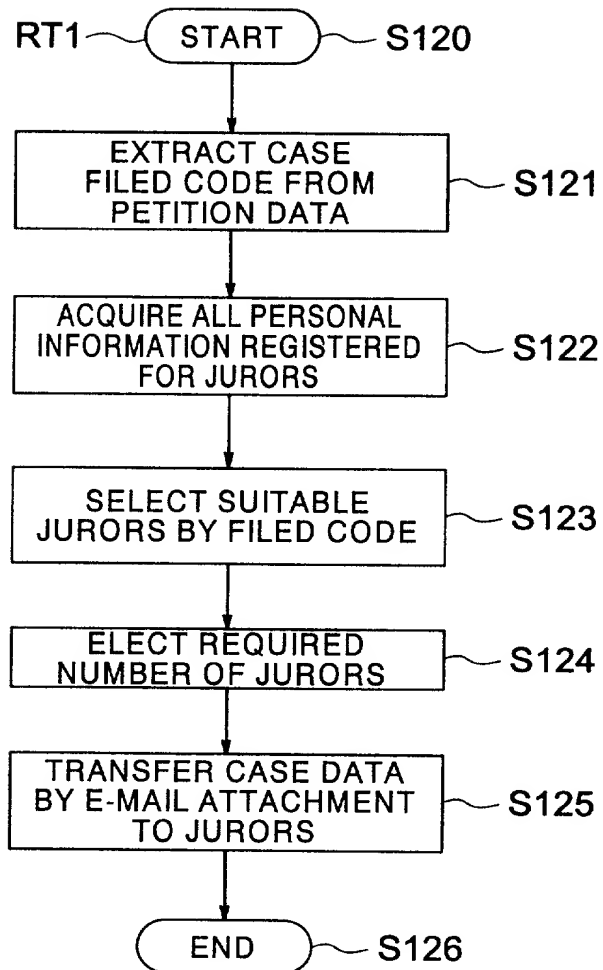 RT1 START S120
EXTRACT CASE
FILED CODE FROM
PETITION DATA
S121
ACQUIRE ALL PERSONAL
INFORMATION REGISTERED
FOR JURORS
S122
SELECT SUITABLE
JURORS BY FILED CODE
S123
ELECT REQUIRED
NUMBER OF JURORS
S124
TRANSFER CASE DATA
BY E-MAIL ATTACHMENT
TO JURORS
S125
END S126